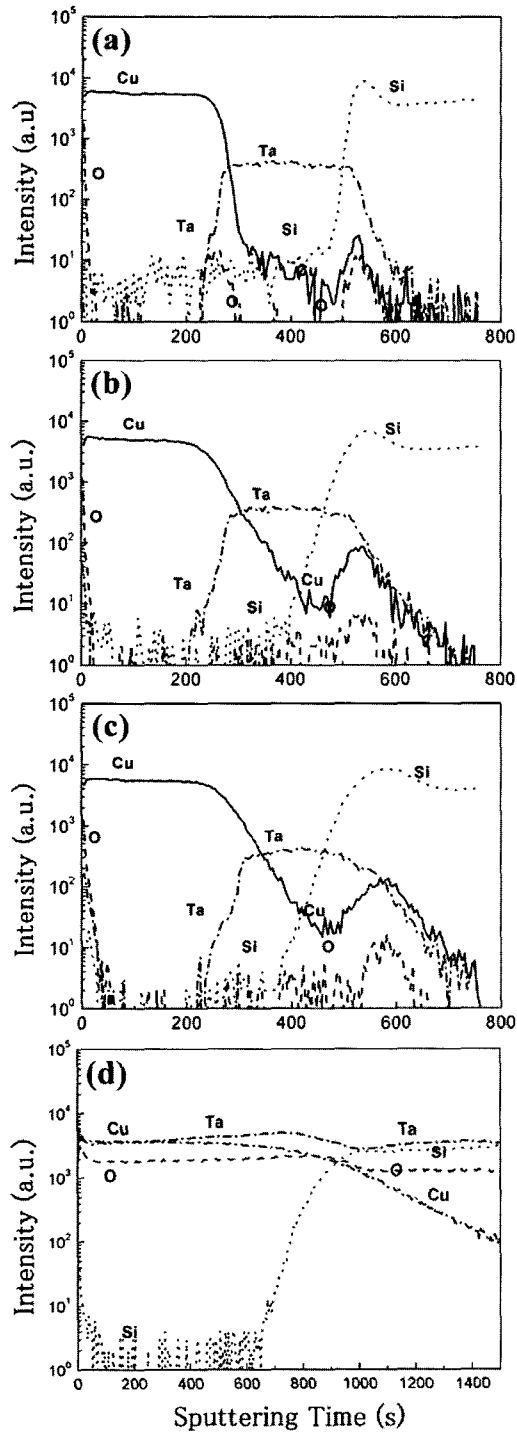 (a)
Intensity (a.u)
10⁵
10⁴
10³
10²
10¹
10⁰
Cu
Si
O
Ta
Ta
Si
O
O
O
0 200 400 600 800
(b)
Intensity (a.u.)
10⁵
10⁴
10³
10²
10¹
10⁰
Cu
Si
O
Ta
Ta
Cu
Si
O
0 200 400 600 800
(c)
Intensity (a.u.)
10⁵
10⁴
10³
10²
10¹
10⁰
Cu
Si
O
Ta
Ta
Cu
Si
O
0 200 400 600 800
(d)
Intensity (a.u.)
10⁵
10⁴
10³
10²
10¹
10⁰
Cu
Ta
Ta
Si
O
O
Cu
Si
0 200 400 600 800 1000 1200 1400
Sputtering Time (s)